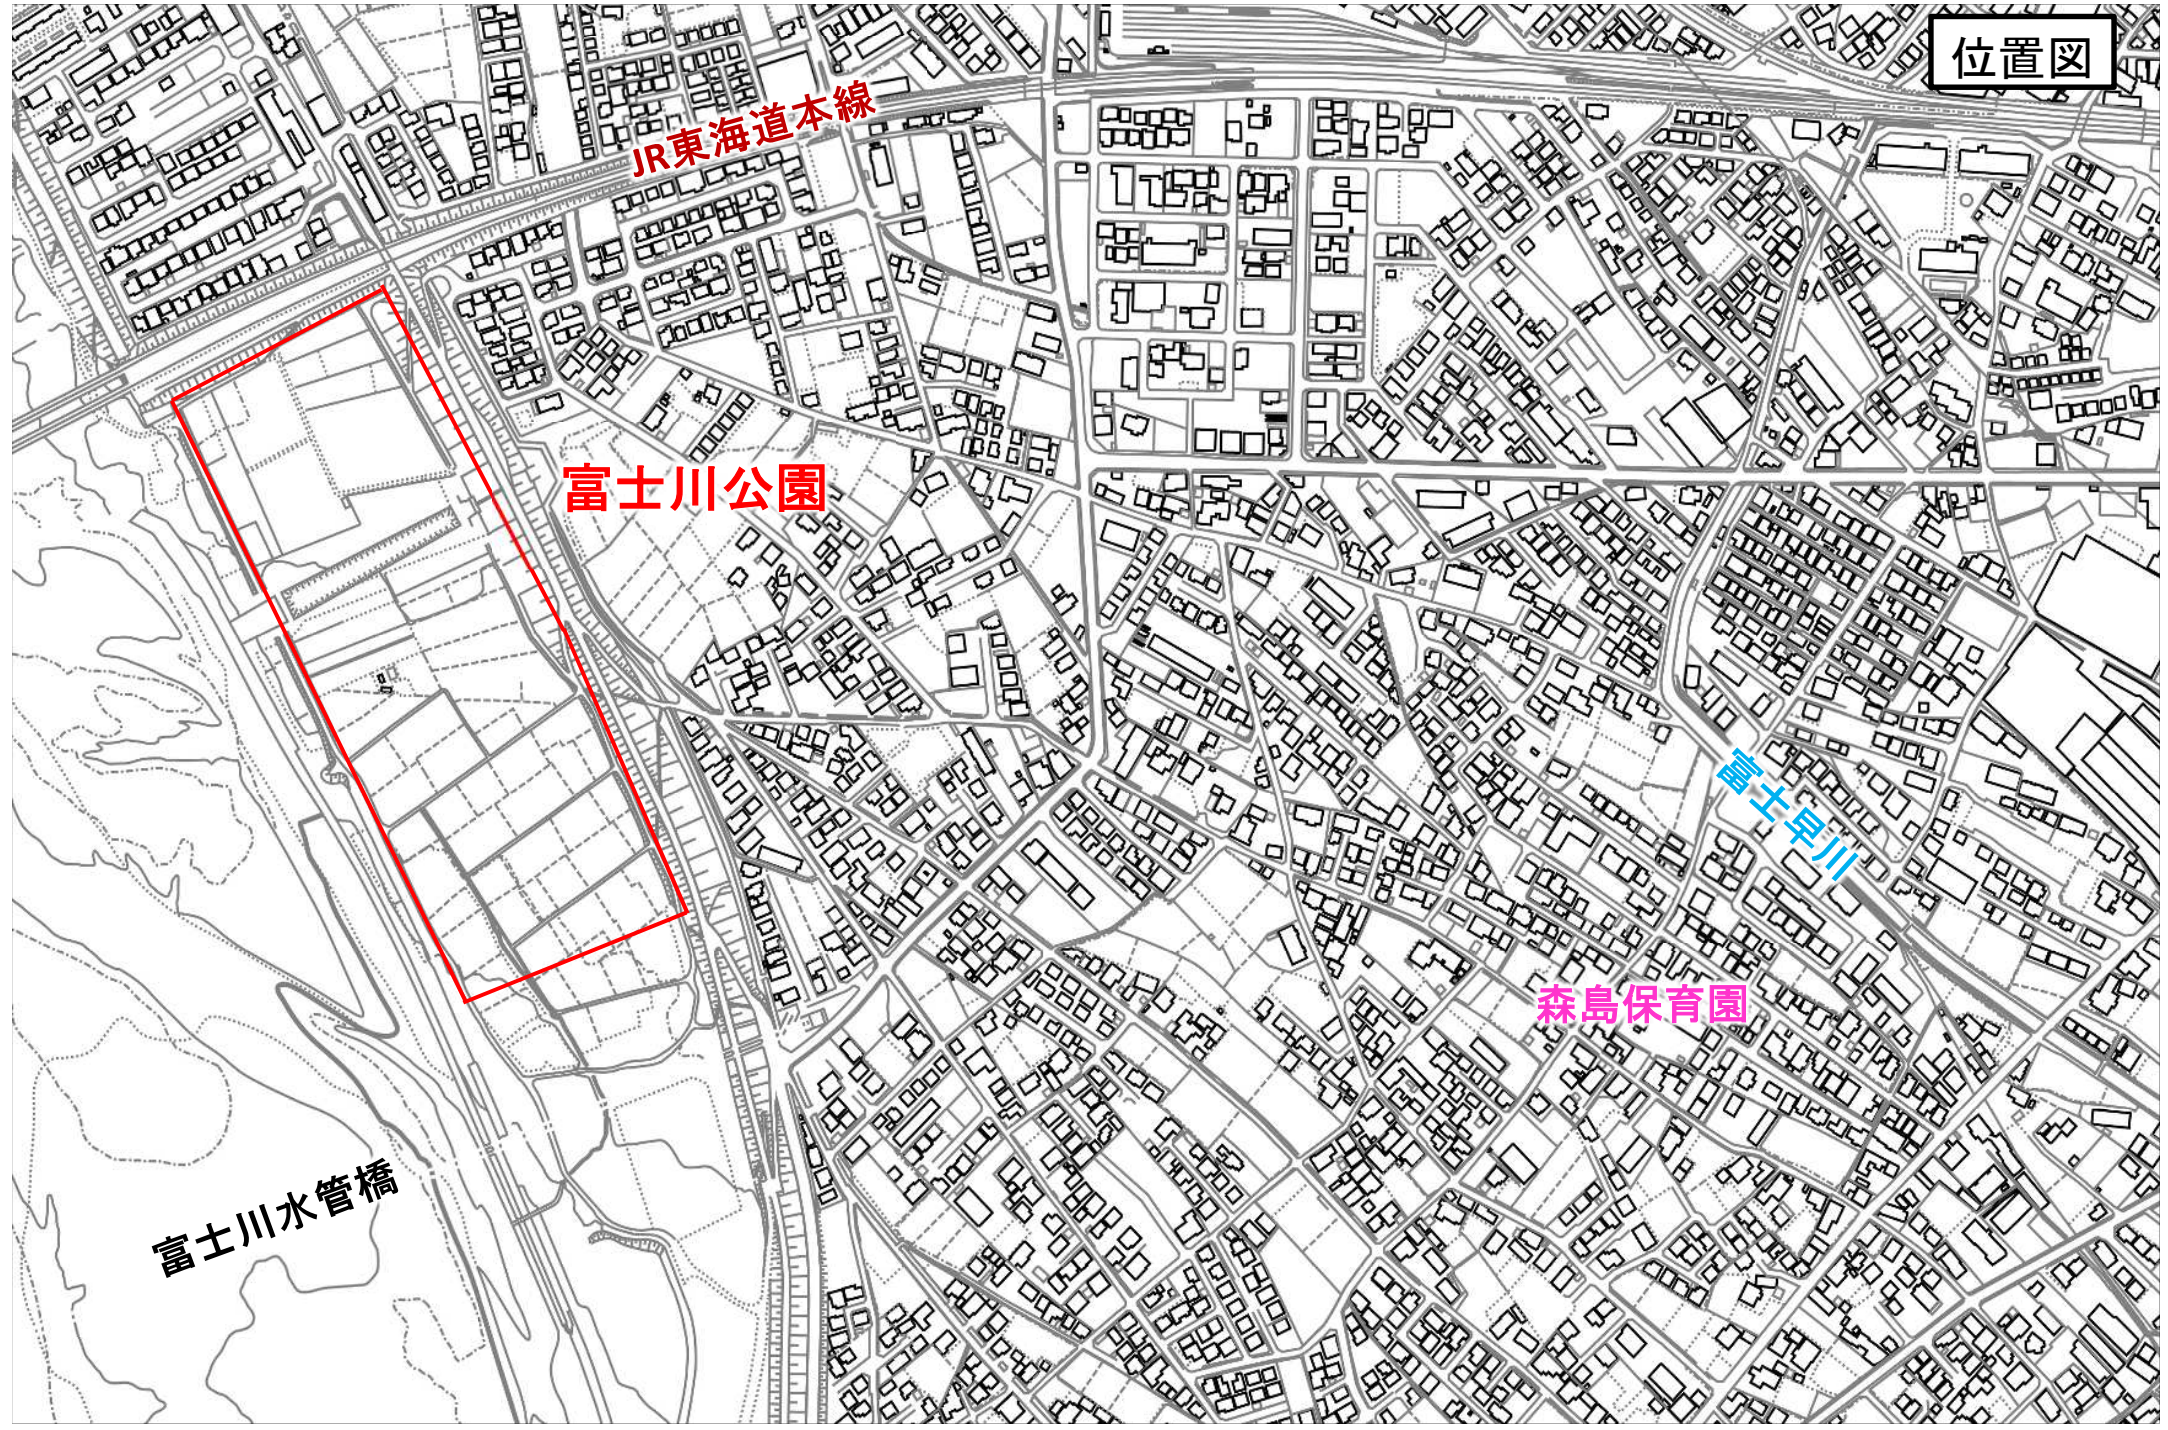 位置図
JR東海道本線
富士川公園
富士早川
森島保育園
富士川水管橋